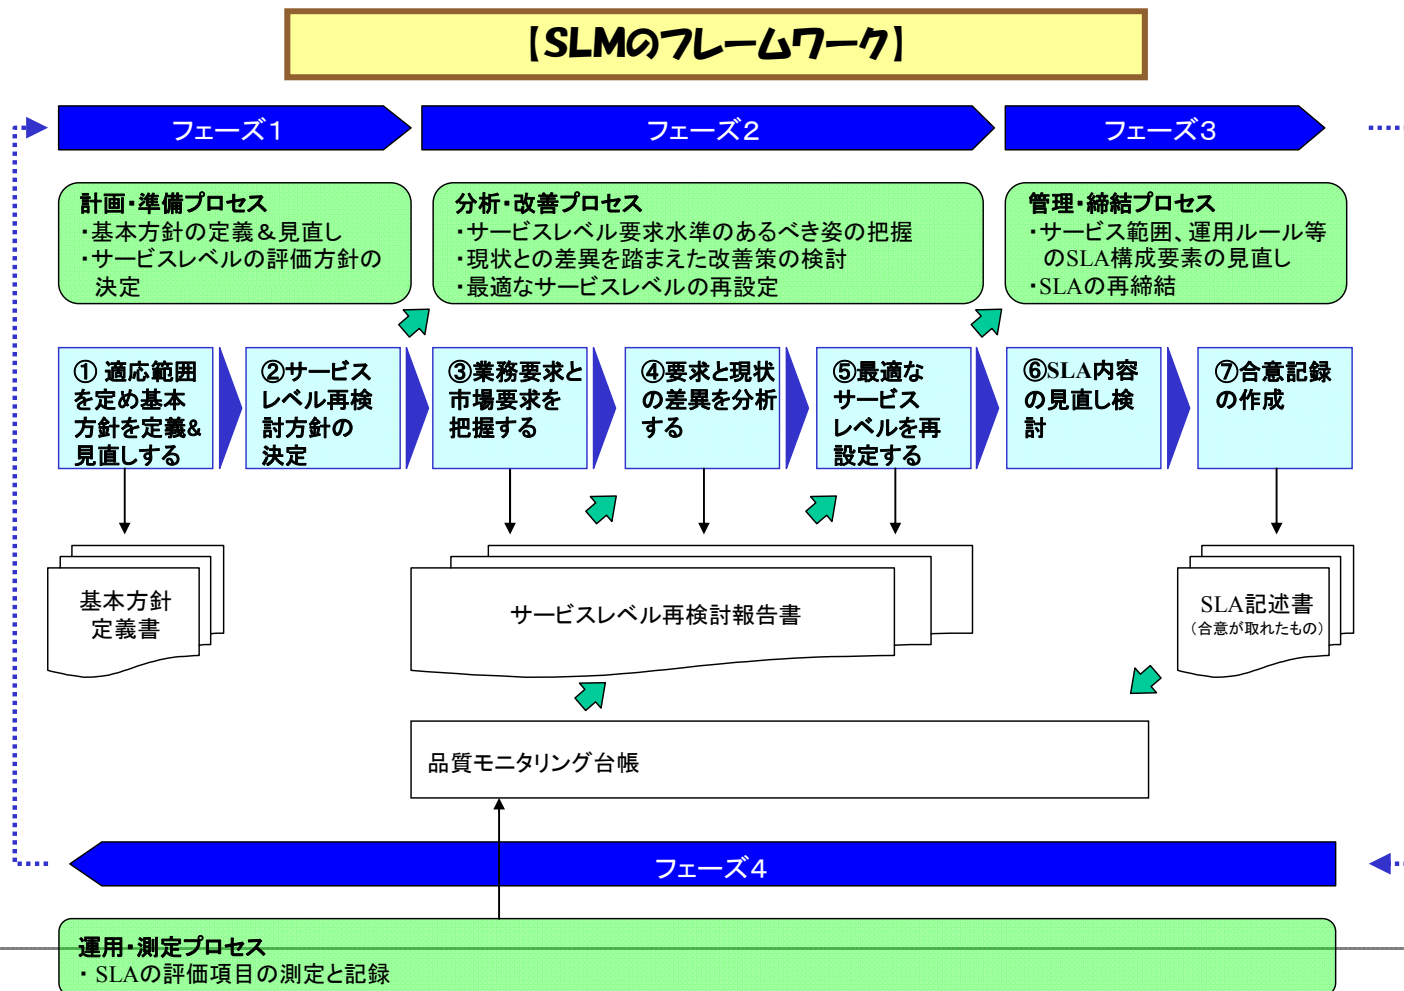 【SLMのフレームワーク】
フェーズ1
フェーズ2
フェーズ3
計画・準備プロセス
・基本方針の定義&見直し
・サービスレベルの評価方針の
決定
分析・改善プロセス
・サービスレベル要求水準のあるべき姿の把握
・現状との差異を踏まえた改善策の検討
・最適なサービスレベルの再設定
管理・締結プロセス
・サービス範囲、運用ルール等
のSLA構成要素の見直し
・SLAの再締結
① 適応範囲
を定め基本
方針を定義&
見直しする
②サービス
レベル再検
討方針の
決定
③業務要求と
市場要求を
把握する
④要求と現状
の差異を分析
する
⑤最適な
サービス
レベルを再
設定する
⑥SLA内容
の見直し検
討
⑦合意記録
の作成
基本方針
定義書
サービスレベル再検討報告書
SLA記述書
(合意が取れたもの)
品質モニタリング台帳
フェーズ4
運用・測定プロセス
・ SLAの評価項目の測定と記録